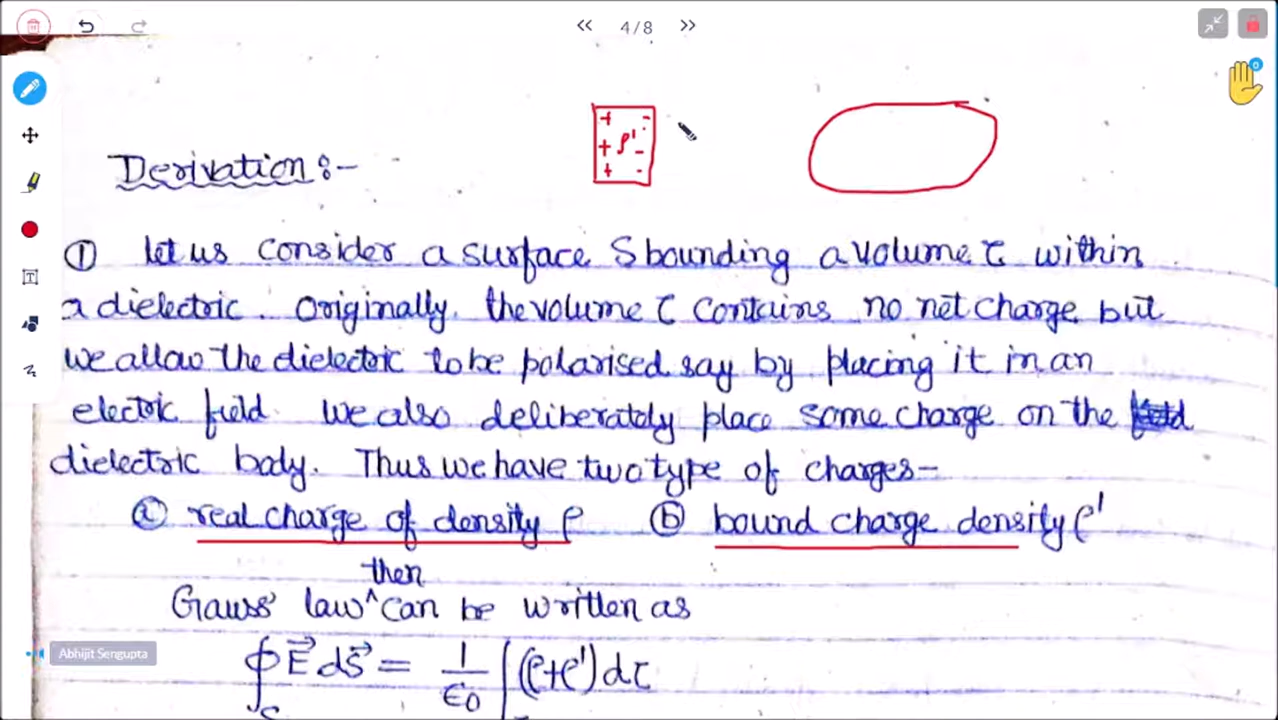 4/8
0
+ -
+ ρ' -
+ -
Derivation :-
① let us consider a surface S bounding a volume τ within
a dielectric. Originally, the volume τ contains no net charge but
we allow the dielectric to be polarised say by placing it in an
electric field. We also deliberately place some charge on the
dielectric body. Thus we have two type of charges-
ⓐ real charge of density ρ ⓑ bound charge density ρ'
then
Gauss' law ^ can be written as
Abhijit Sengupta
∮ E⃗ dS⃗ = 1/ε₀ ∫ (ρ+ρ') dτ
S